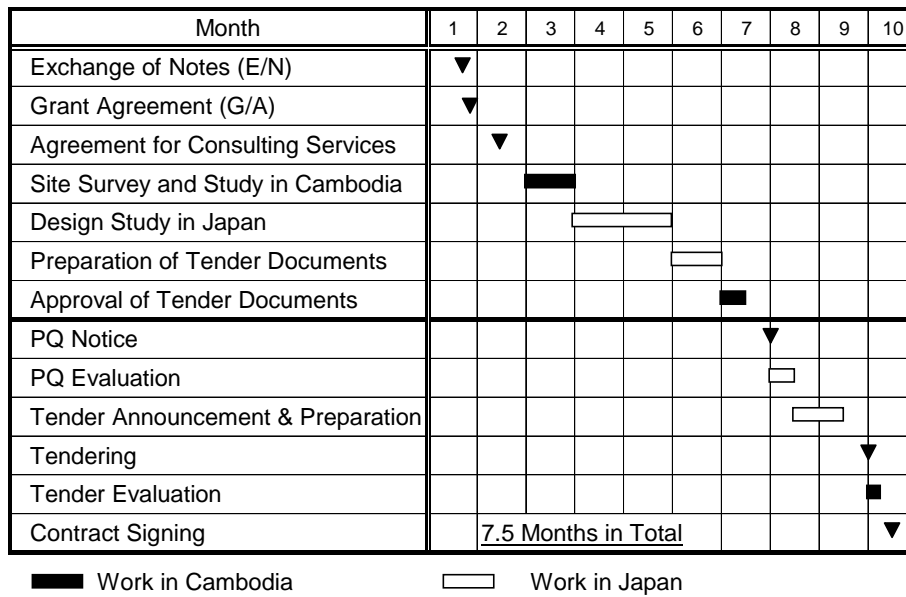 Month 1 2 3 4 5 6 7 8 9 10
Exchange of Notes (E/N)
Grant Agreement (G/A)
Agreement for Consulting Services
Site Survey and Study in Cambodia
Design Study in Japan
Preparation of Tender Documents
Approval of Tender Documents
PQ Notice
PQ Evaluation
Tender Announcement & Preparation
Tendering
Tender Evaluation
Contract Signing 7.5 Months in Total
Work in Cambodia Work in Japan